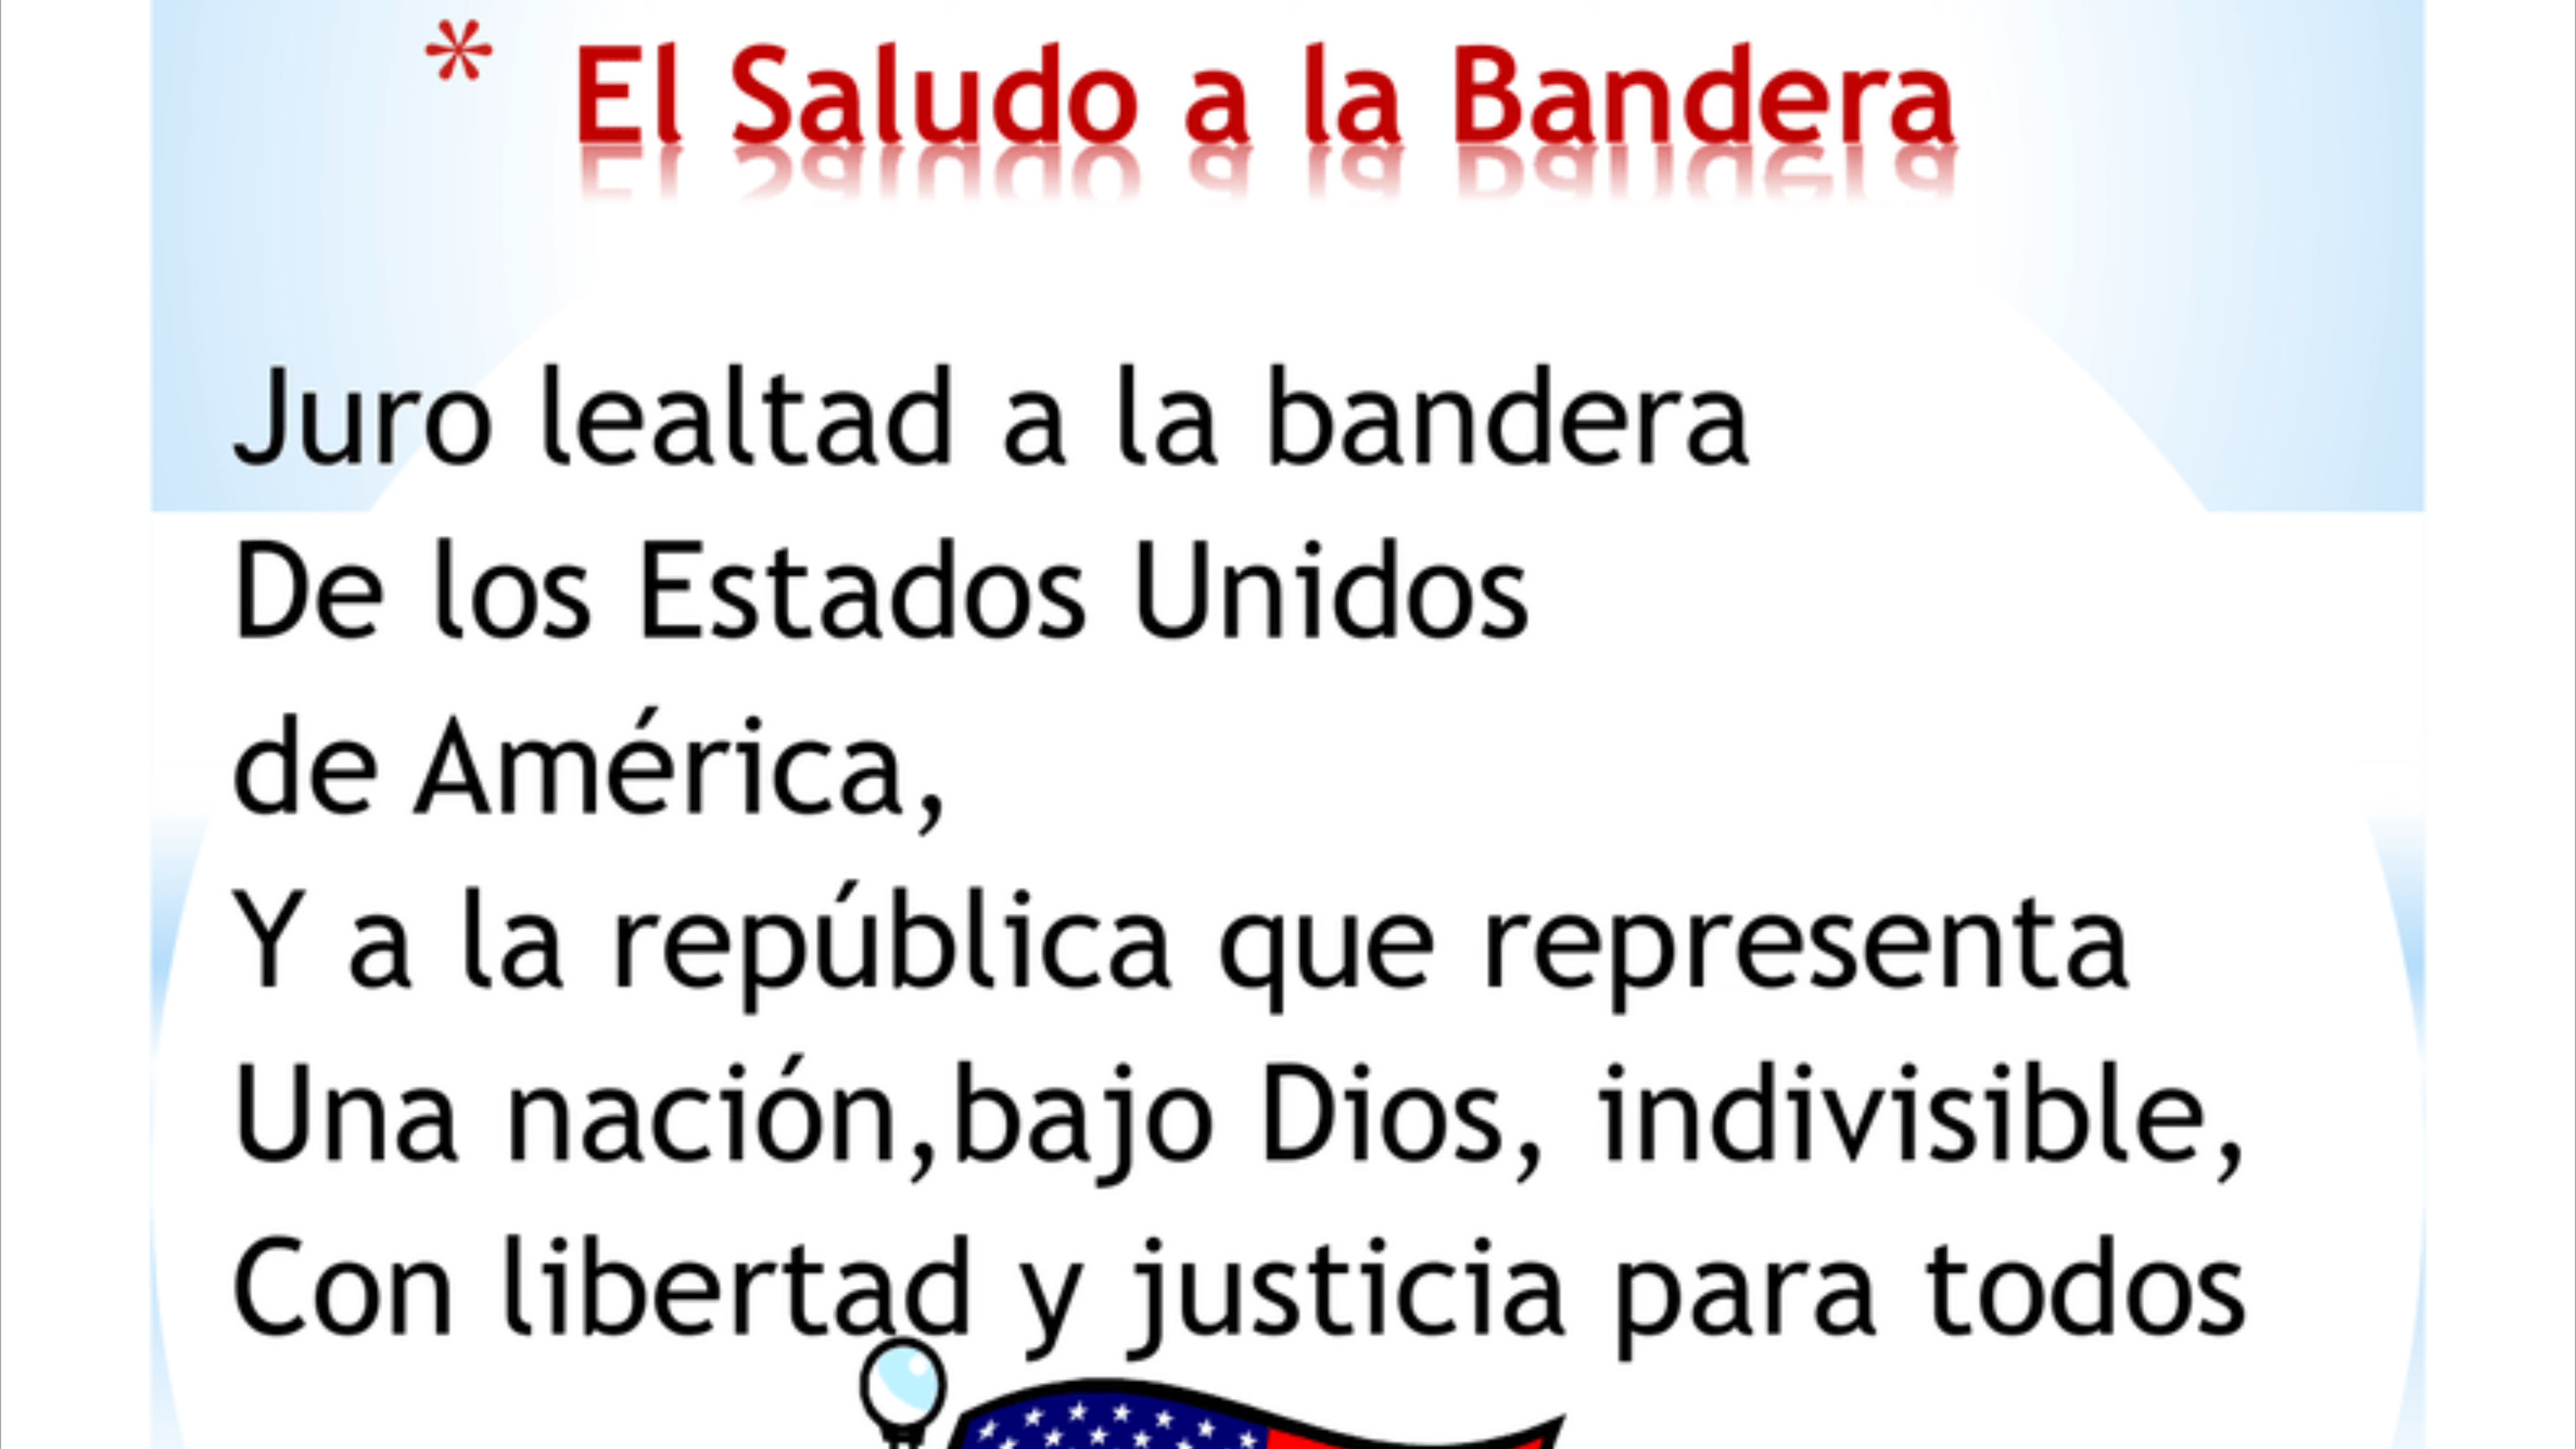 * El Saludo a la Bandera
Juro lealtad a la bandera
De los Estados Unidos
de América,
Y a la república que representa
Una nación,bajo Dios, indivisible,
Con libertad y justicia para todos